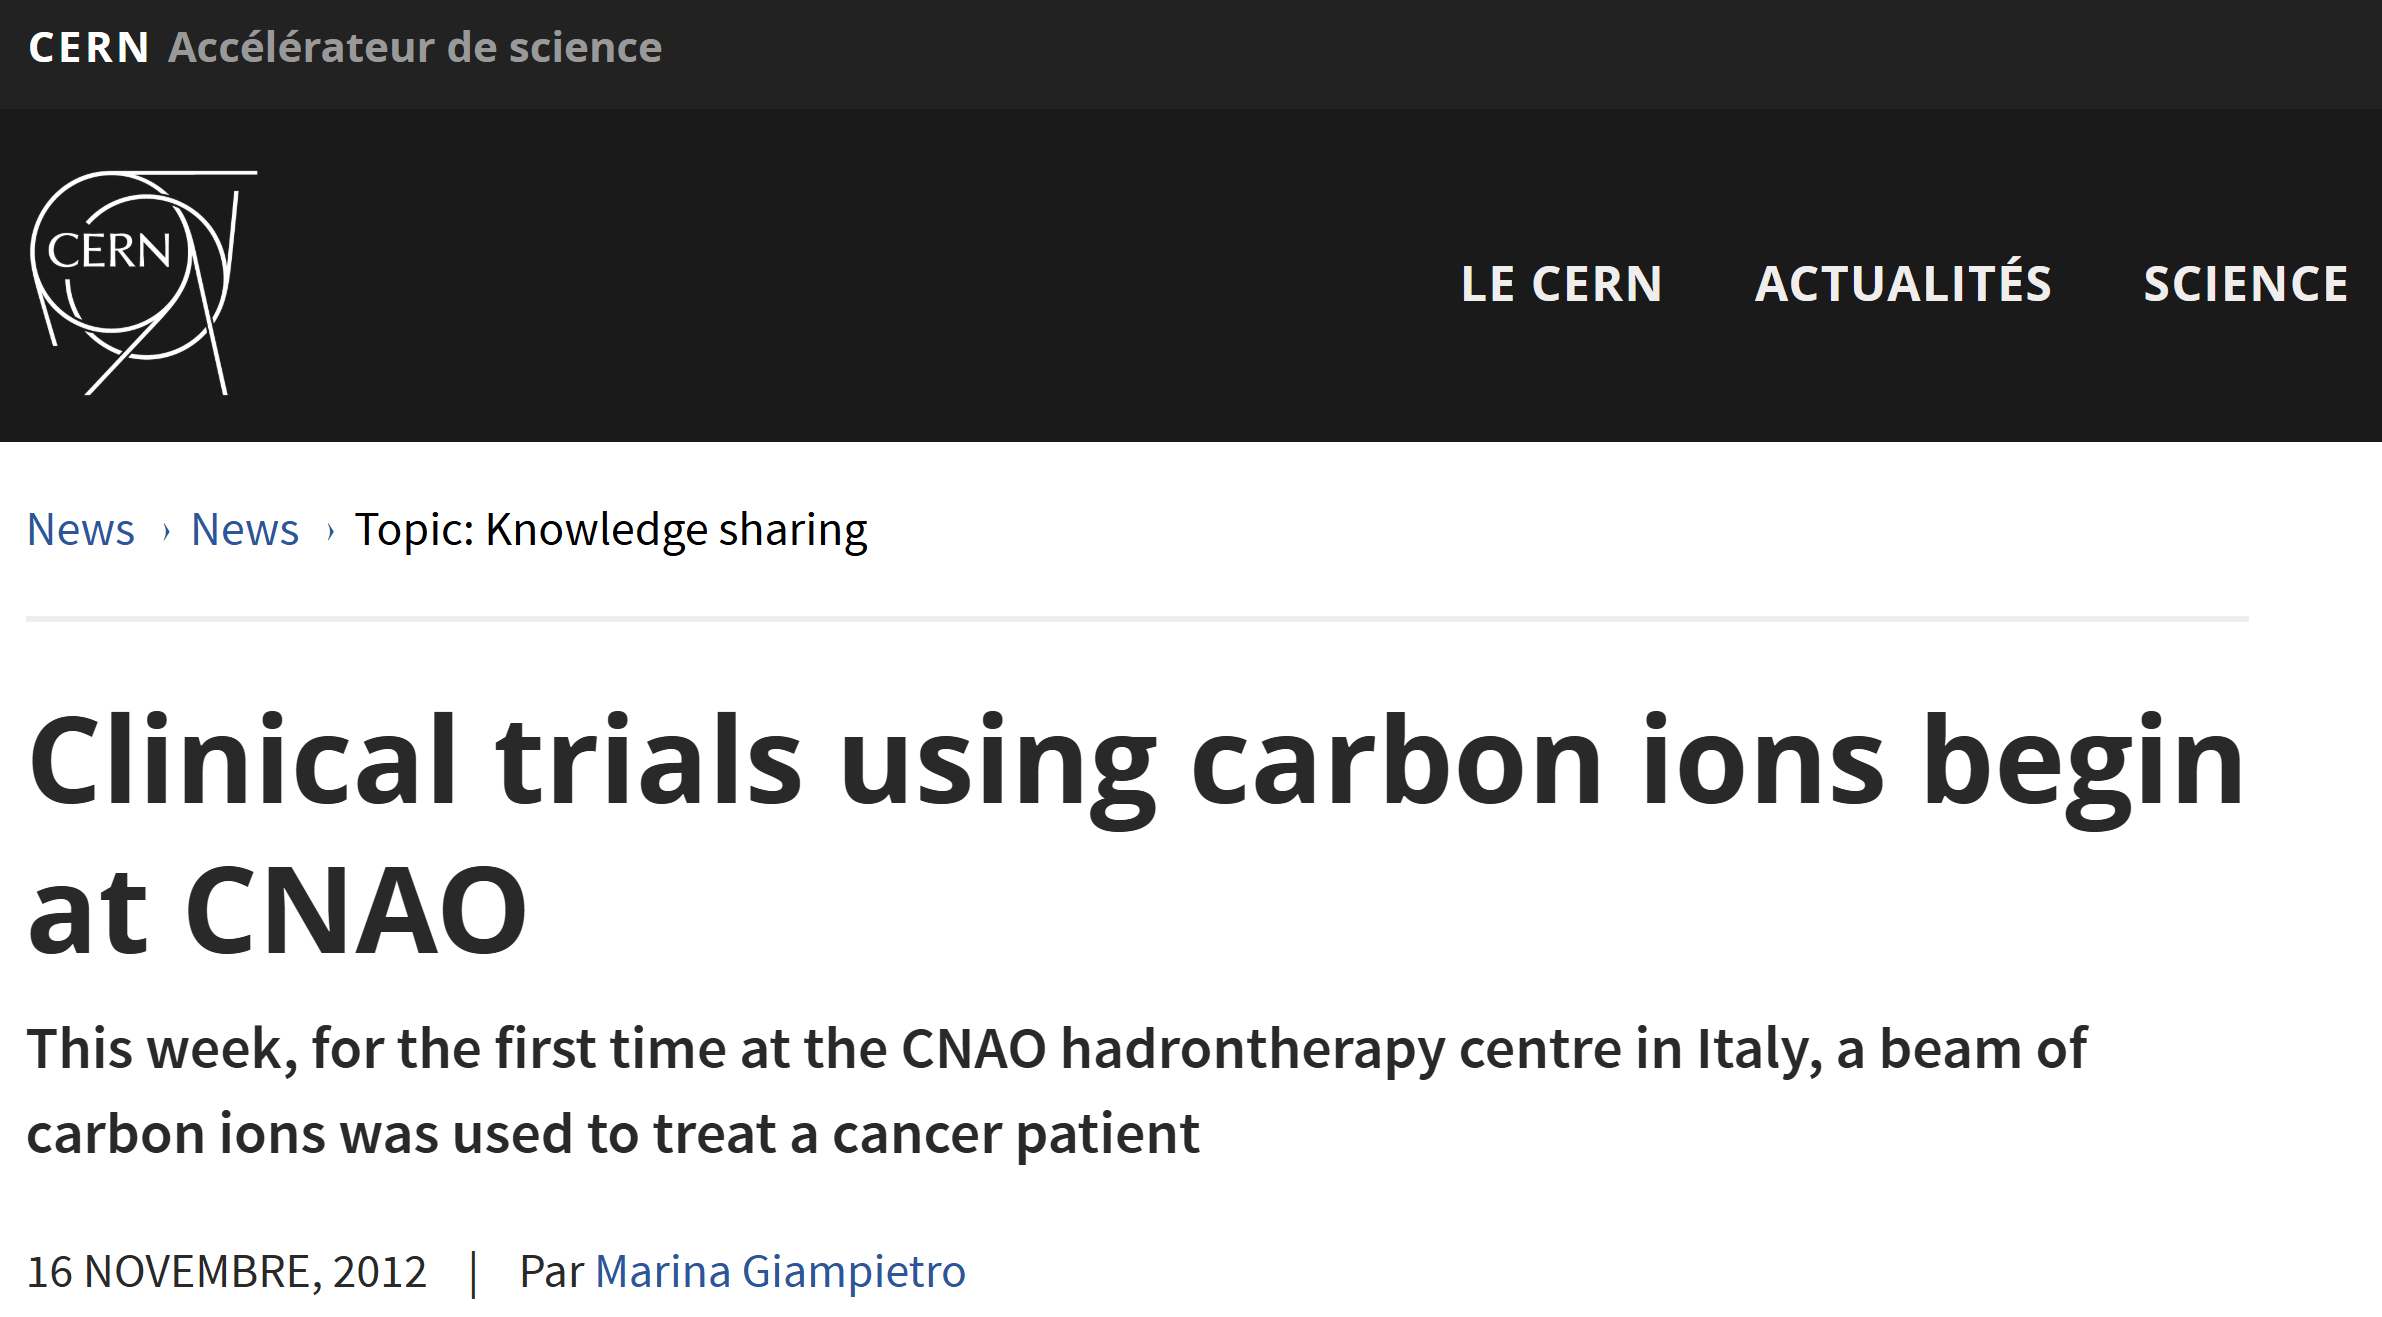 CERN Accélérateur de science
CERN
LE CERN ACTUALITÉS SCIENCE
News › News › Topic: Knowledge sharing
Clinical trials using carbon ions begin
at CNAO
This week, for the first time at the CNAO hadrontherapy centre in Italy, a beam of
carbon ions was used to treat a cancer patient
16 NOVEMBRE, 2012 | Par Marina Giampietro